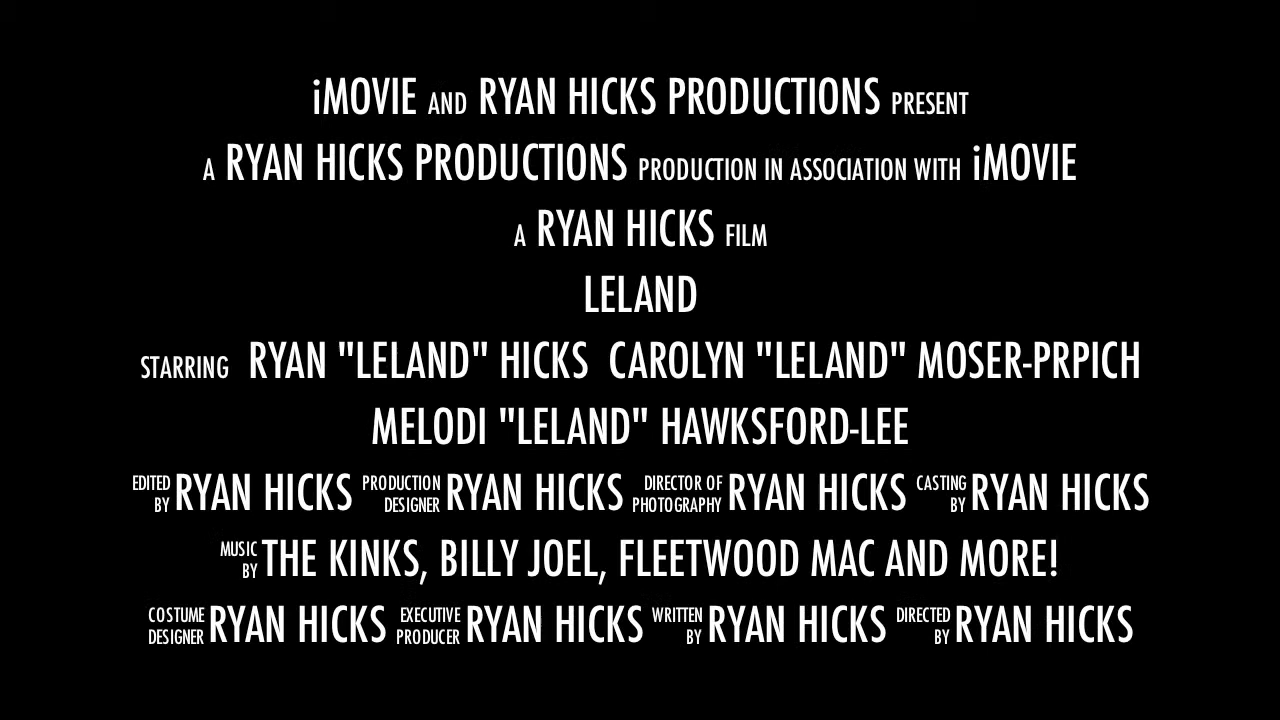 iMOVIE AND RYAN HICKS PRODUCTIONS PRESENT
A RYAN HICKS PRODUCTIONS PRODUCTION IN ASSOCIATION WITH iMOVIE
A RYAN HICKS FILM
LELAND
STARRING RYAN "LELAND" HICKS CAROLYN "LELAND" MOSER-PRPICH
MELODI "LELAND" HAWKSFORD-LEE
EDITED BY RYAN HICKS PRODUCTION DESIGNER RYAN HICKS DIRECTOR OF PHOTOGRAPHY RYAN HICKS CASTING BY RYAN HICKS
MUSIC BY THE KINKS, BILLY JOEL, FLEETWOOD MAC AND MORE!
COSTUME DESIGNER RYAN HICKS EXECUTIVE PRODUCER RYAN HICKS WRITTEN BY RYAN HICKS DIRECTED BY RYAN HICKS